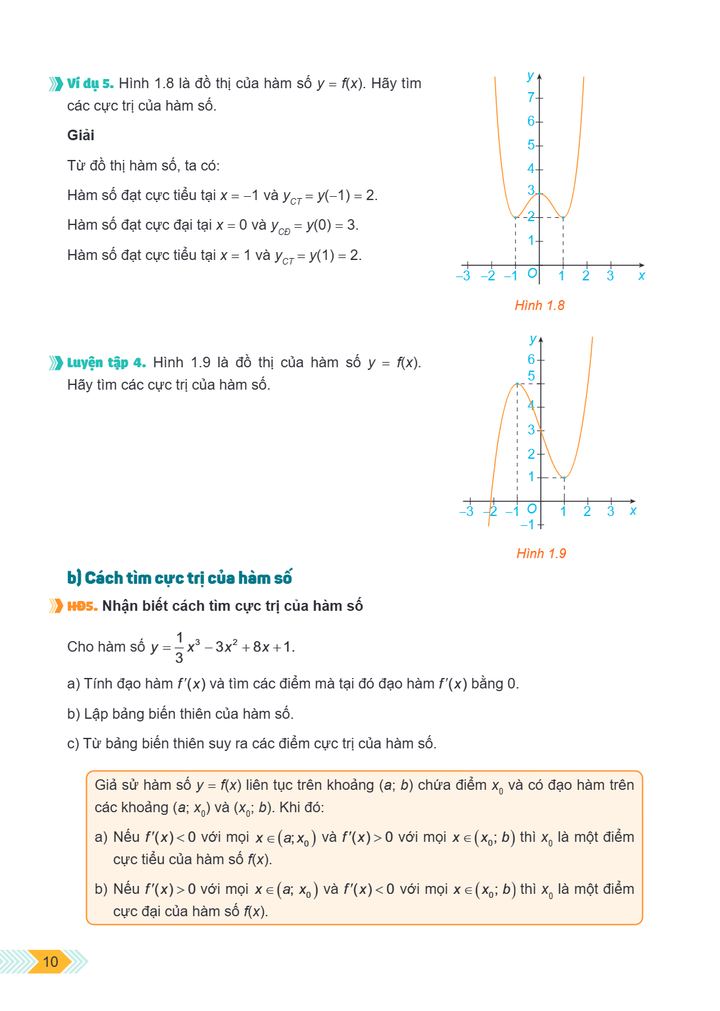 Ví dụ 5. Hình 1.8 là đồ thị của hàm số y = f(x). Hãy tìm
các cực trị của hàm số.
Giải
Từ đồ thị hàm số, ta có:
Hàm số đạt cực tiểu tại x = −1 và y_CT = y(−1) = 2.
Hàm số đạt cực đại tại x = 0 và y_CĐ = y(0) = 3.
Hàm số đạt cực tiểu tại x = 1 và y_CT = y(1) = 2.
y
7
6
5
4
3
2
1
−3 −2 −1 O 1 2 3 x
Hình 1.8
Luyện tập 4. Hình 1.9 là đồ thị của hàm số y = f(x).
Hãy tìm các cực trị của hàm số.
y
6
5
4
3
2
1
−3 −2 −1 O 1 2 3 x
−1
Hình 1.9
b) Cách tìm cực trị của hàm số
HĐ5. Nhận biết cách tìm cực trị của hàm số
Cho hàm số y = 1/3 x³ − 3x² + 8x + 1.
a) Tính đạo hàm f′(x) và tìm các điểm mà tại đó đạo hàm f′(x) bằng 0.
b) Lập bảng biến thiên của hàm số.
c) Từ bảng biến thiên suy ra các điểm cực trị của hàm số.
Giả sử hàm số y = f(x) liên tục trên khoảng (a; b) chứa điểm x₀ và có đạo hàm trên
các khoảng (a; x₀) và (x₀; b). Khi đó:
a) Nếu f′(x) < 0 với mọi x ∈ (a; x₀) và f′(x) > 0 với mọi x ∈ (x₀; b) thì x₀ là một điểm
cực tiểu của hàm số f(x).
b) Nếu f′(x) > 0 với mọi x ∈ (a; x₀) và f′(x) < 0 với mọi x ∈ (x₀; b) thì x₀ là một điểm
cực đại của hàm số f(x).
10